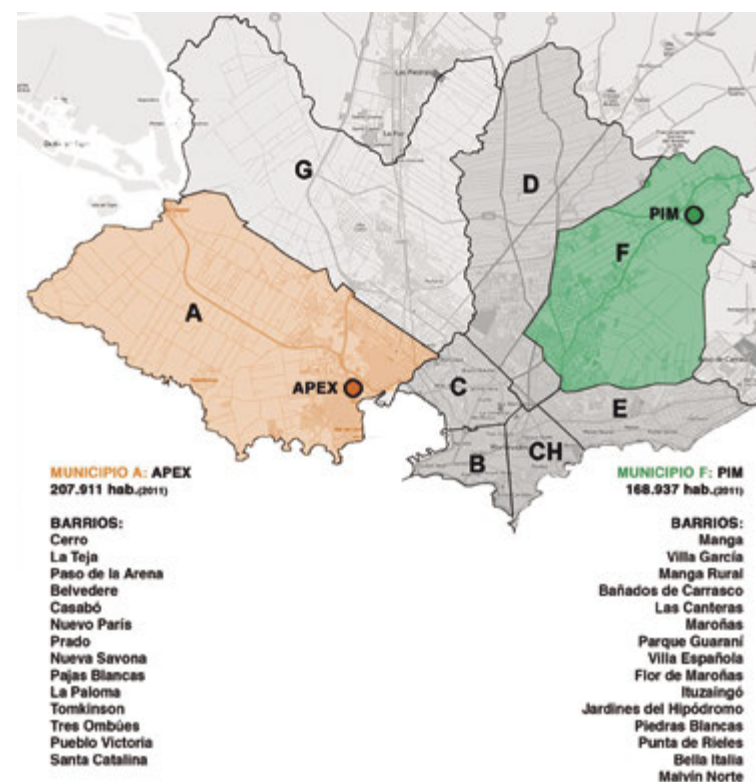 G
D
PIM
F
A
APEX
C
E
B
CH
MUNICIPIO A: APEX
207.911 hab.(2011)
BARRIOS:
Cerro
La Teja
Paso de la Arena
Belvedere
Casabó
Nuevo París
Prado
Nueva Savona
Pajas Blancas
La Paloma
Tomkinson
Tres Ombúes
Pueblo Victoria
Santa Catalina
MUNICIPIO F: PIM
168.937 hab.(2011)
BARRIOS:
Manga
Villa García
Manga Rural
Bañados de Carrasco
Las Canteras
Maroñas
Parque Guaraní
Villa Española
Flor de Maroñas
Ituzaingó
Jardines del Hipódromo
Piedras Blancas
Punta de Rieles
Bella Italia
Malvín Norte